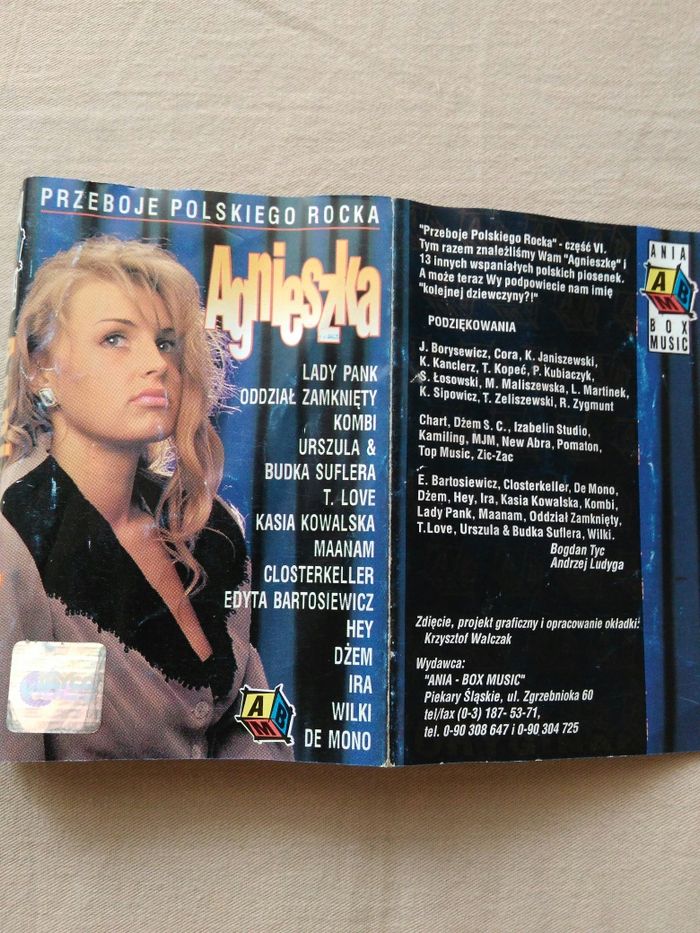 PRZEBOJE POLSKIEGO ROCKA
Agnieszka
LADY PANK
ODDZIAŁ ZAMKNIĘTY
KOMBI
URSZULA &
BUDKA SUFLERA
T. LOVE
KASIA KOWALSKA
MAANAM
CLOSTERKELLER
EDYTA BARTOSIEWICZ
HEY
DŻEM
IRA
WILKI
DE MONO
A B M
"Przeboje Polskiego Rocka" - część VI.
Tym razem znaleźliśmy Wam "Agnieszkę" i
13 innych wspaniałych polskich piosenek.
A może teraz Wy podpowiecie nam imię
"kolejnej dziewczyny?!"
PODZIĘKOWANIA
J. Borysewicz, Cora, K. Janiszewski,
K. Kanclerz, T. Kopeć, P. Kubiaczyk,
S. Łosowski, M. Maliszewska, L. Martinek,
K. Sipowicz, T. Zeliszewski, R. Zygmunt
Chart, Dżem S. C., Izabelin Studio,
Kamiling, MJM, New Abra, Pomaton,
Top Music, Zic-Zac
E. Bartosiewicz, Closterkeller, De Mono,
Dżem, Hey, Ira, Kasia Kowalska, Kombi,
Lady Pank, Maanam, Oddział Zamknięty,
T.Love, Urszula & Budka Suflera, Wilki.
Bogdan Tyc
Andrzej Ludyga
Zdięcie, projekt graficzny i opracowanie okładki:
Krzysztof Walczak
Wydawca:
"ANIA - BOX MUSIC"
Piekary Śląskie, ul. Zgrzebnioka 60
tel/fax (0-3) 187- 53-71,
tel. 0-90 308 647 i 0-90 304 725
ANIA
A B M
BOX
MUSIC